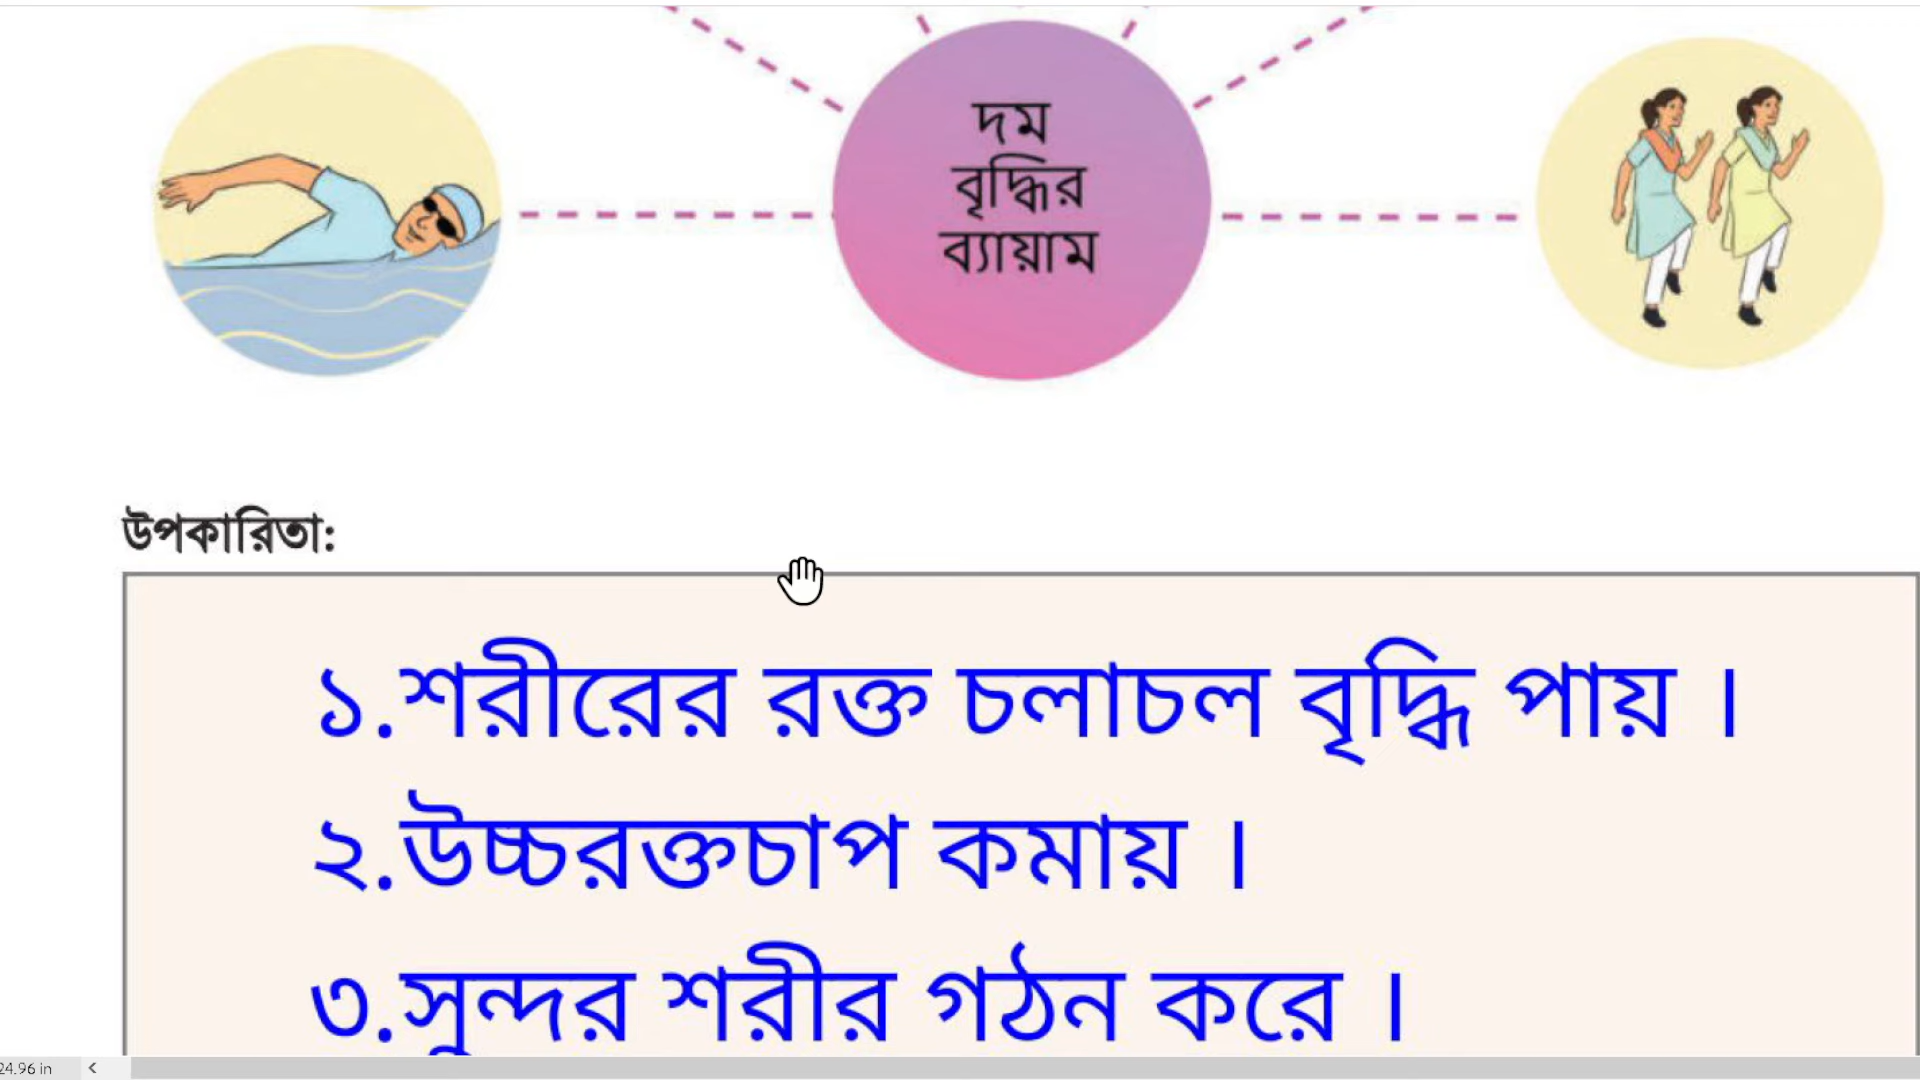 দম
বৃদ্ধির
ব্যায়াম
উপকারিতা:
১.শরীরের রক্ত চলাচল বৃদ্ধি পায় ।
২.উচ্চরক্তচাপ কমায় ।
৩.সুন্দর শরীর গঠন করে ।
24.96 in